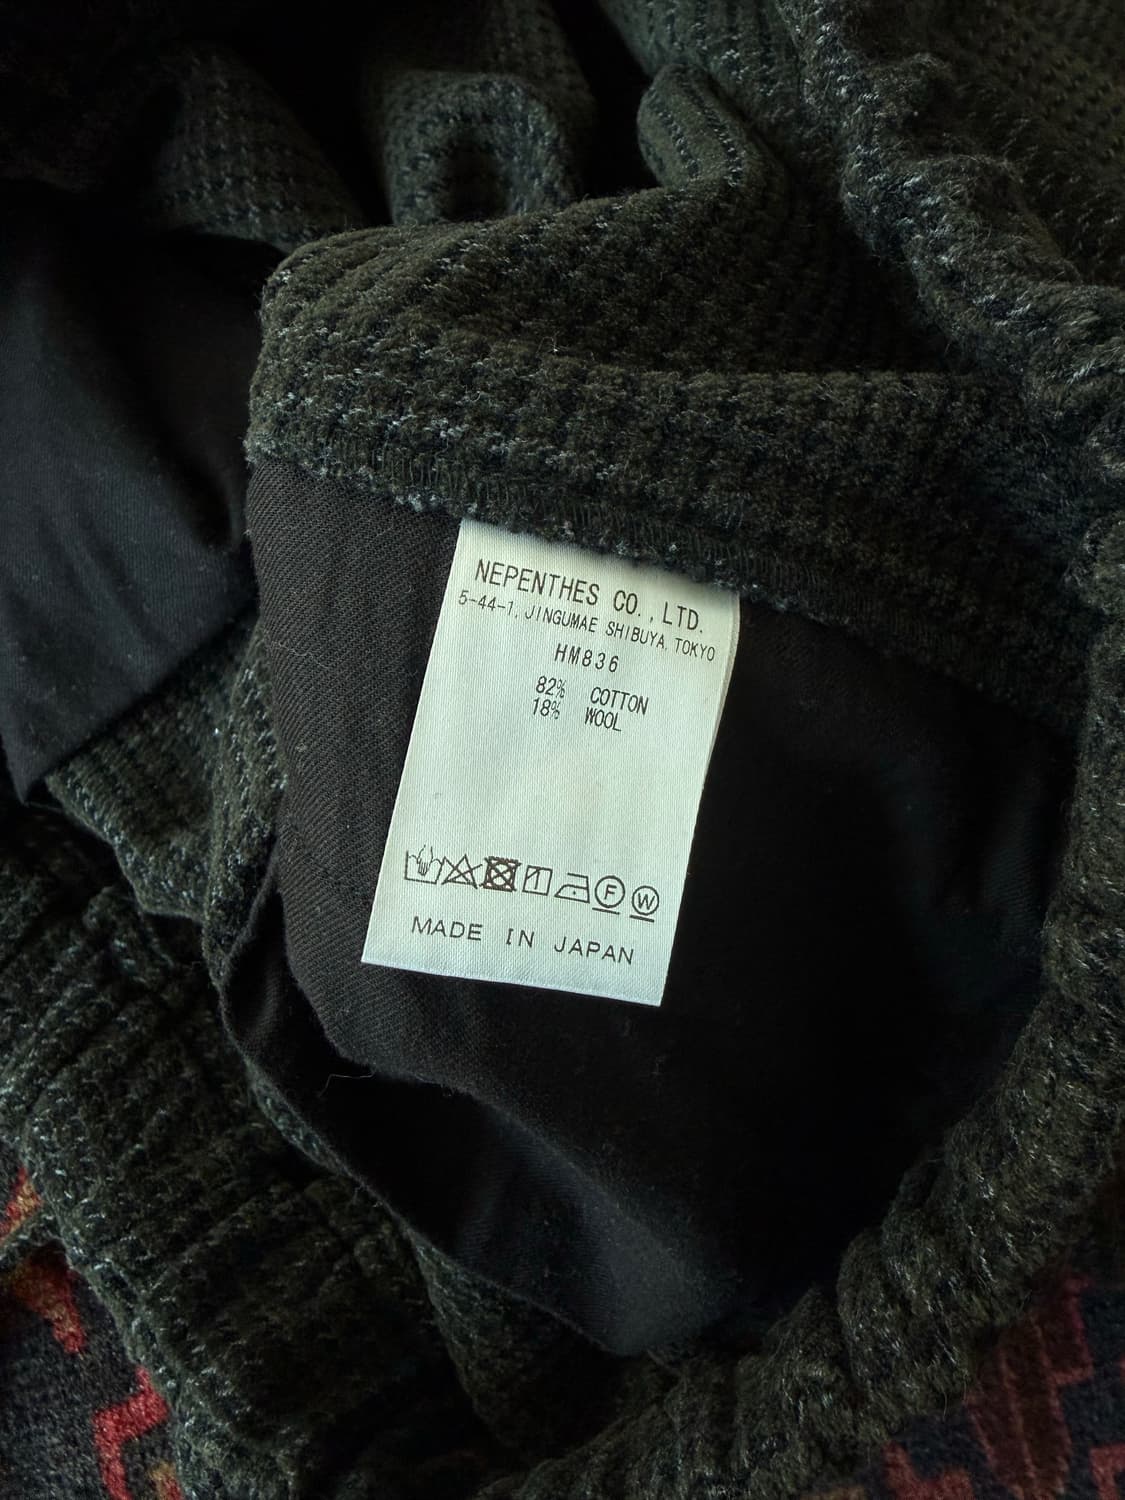 NEPENTHES CO.,LTD.
5-44-1, JINGUMAE SHIBUYA, TOKYO
HM836
82% COTTON
18% WOOL
F W
MADE IN JAPAN